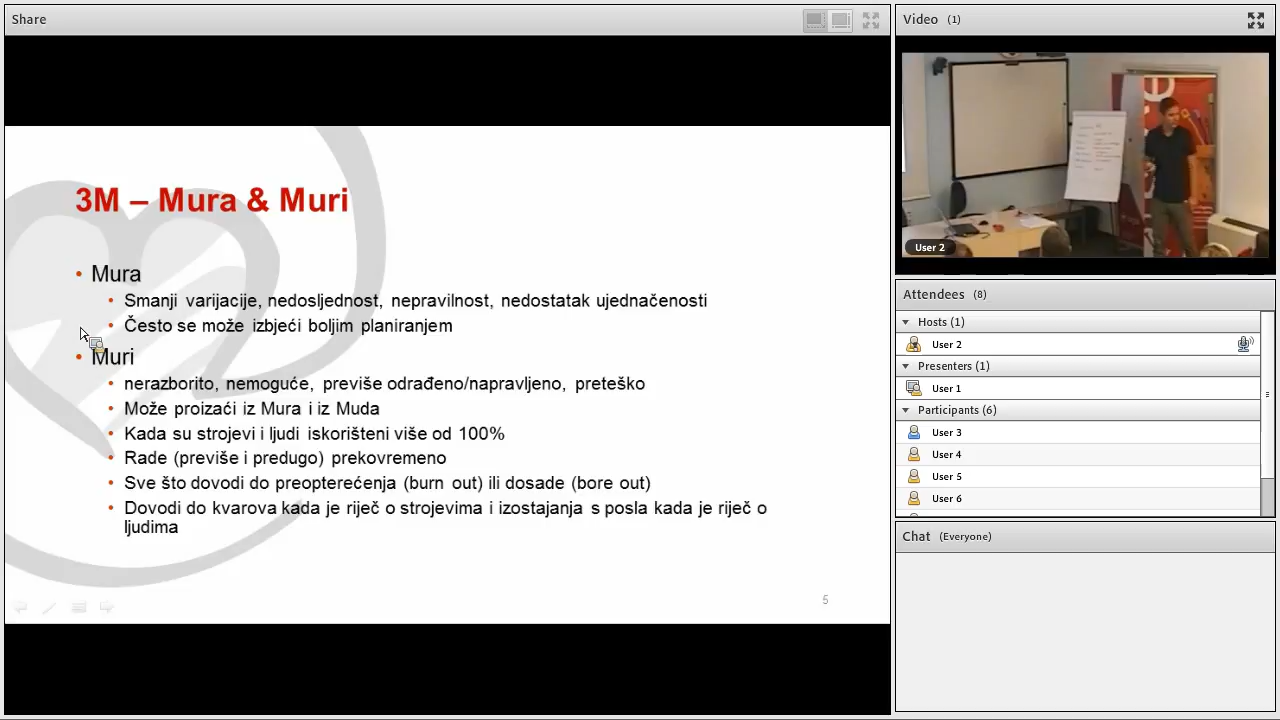 Share
Video (1)
User 2
3M – Mura & Muri
• Mura
• Smanji varijacije, nedosljednost, nepravilnost, nedostatak ujednačenosti
• Često se može izbjeći boljim planiranjem
• Muri
• nerazborito, nemoguće, previše odrađeno/napravljeno, preteško
• Može proizaći iz Mura i iz Muda
• Kada su strojevi i ljudi iskorišteni više od 100%
• Rade (previše i predugo) prekovremeno
• Sve što dovodi do preopterećenja (burn out) ili dosade (bore out)
• Dovodi do kvarova kada je riječ o strojevima i izostajanja s posla kada je riječ o
ljudima
5
Attendees (8)
Hosts (1)
User 2
Presenters (1)
User 1
Participants (6)
User 3
User 4
User 5
User 6
Chat (Everyone)